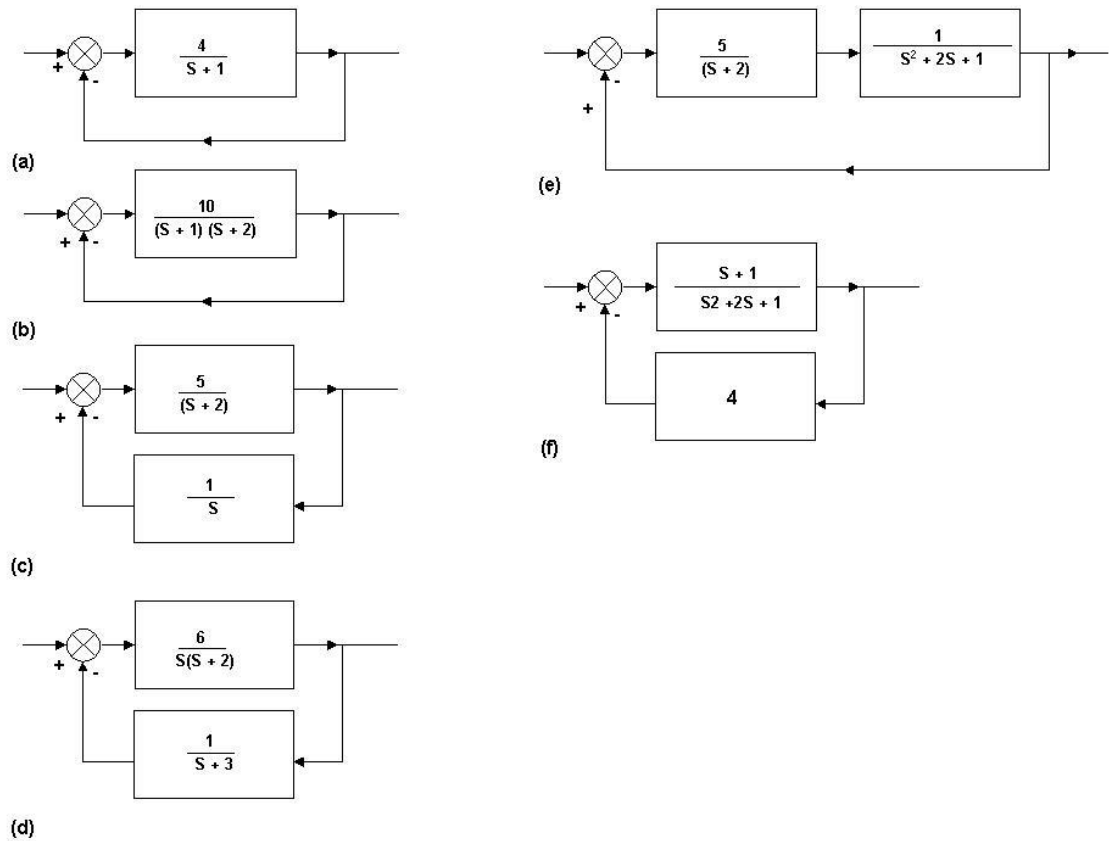 4
S + 1
+
-
(a)
10
(S + 1) (S + 2)
+ -
(b)
5
(S + 2)
+ -
1
S
(c)
6
S(S + 2)
+ -
1
S + 3
(d)
5
(S + 2)
1
S² + 2S + 1
-
+
(e)
S + 1
S2 +2S + 1
+
-
4
(f)